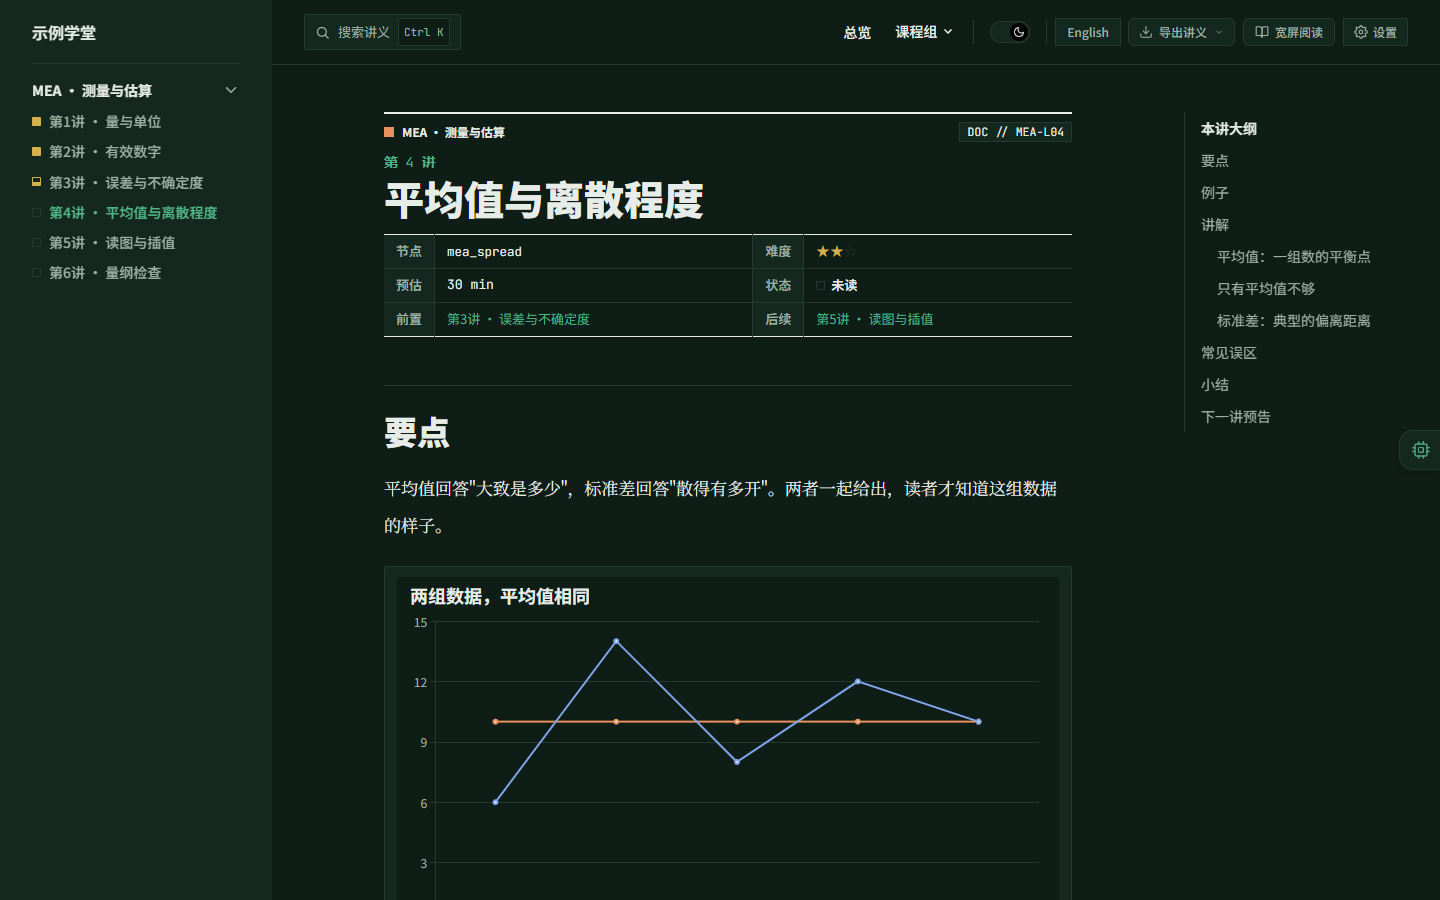 示例学堂
MEA • 测量与估算
第1讲 • 量与单位
第2讲 • 有效数字
第3讲 • 误差与不确定度
第4讲 • 平均值与离散程度
第5讲 • 读图与插值
第6讲 • 量纲检查
搜索讲义 Ctrl K
总览 课程组
English 导出讲义 宽屏阅读 设置
MEA • 测量与估算
DOC // MEA-L04
第 4 讲
平均值与离散程度
节点 mea_spread 难度 ★★☆
预估 30 min 状态 未读
前置 第3讲 • 误差与不确定度 后续 第5讲 • 读图与插值
要点
平均值回答"大致是多少"，标准差回答"散得有多开"。两者一起给出，读者才知道这组数据
的样子。
两组数据，平均值相同
15
12
9
6
3
本讲大纲
要点
例子
讲解
平均值：一组数的平衡点
只有平均值不够
标准差：典型的偏离距离
常见误区
小结
下一讲预告